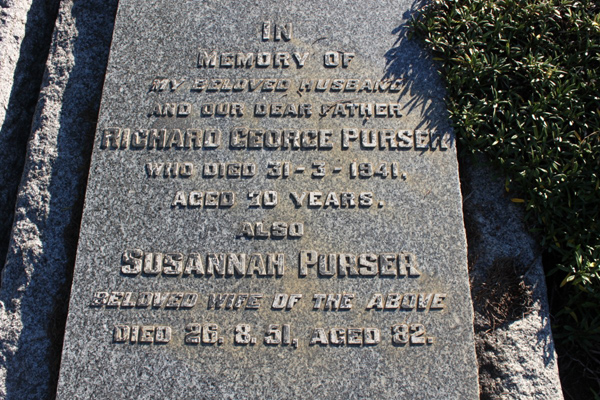 IN
MEMORY OF
MY BELOVED HUSBAND
AND OUR DEAR FATHER
RICHARD GEORGE PURSER
WHO DIED 31-3-1941.
AGED 70 YEARS.
ALSO
SUSANNAH PURSER
BELOVED WIFE OF THE ABOVE
DIED 26.8.51, AGED 82.